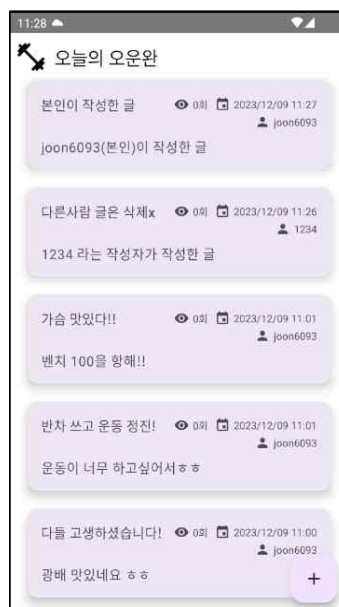 11:28
오늘의 오운완
본인이 작성한 글 0회 2023/12/09 11:27
joon6093
joon6093(본인)이 작성한 글
다른사람 글은 삭제x 0회 2023/12/09 11:26
1234
1234 라는 작성자가 작성한 글
가슴 맛있다!! 0회 2023/12/09 11:01
joon6093
벤치 100을 항해!!
반차 쓰고 운동 정진! 0회 2023/12/09 11:01
joon6093
운동이 너무 하고싶어서ㅎㅎ
다들 고생하셨습니다! 0회 2023/12/09 11:00
joon6093
광배 맛있네요 ㅎㅎ
+